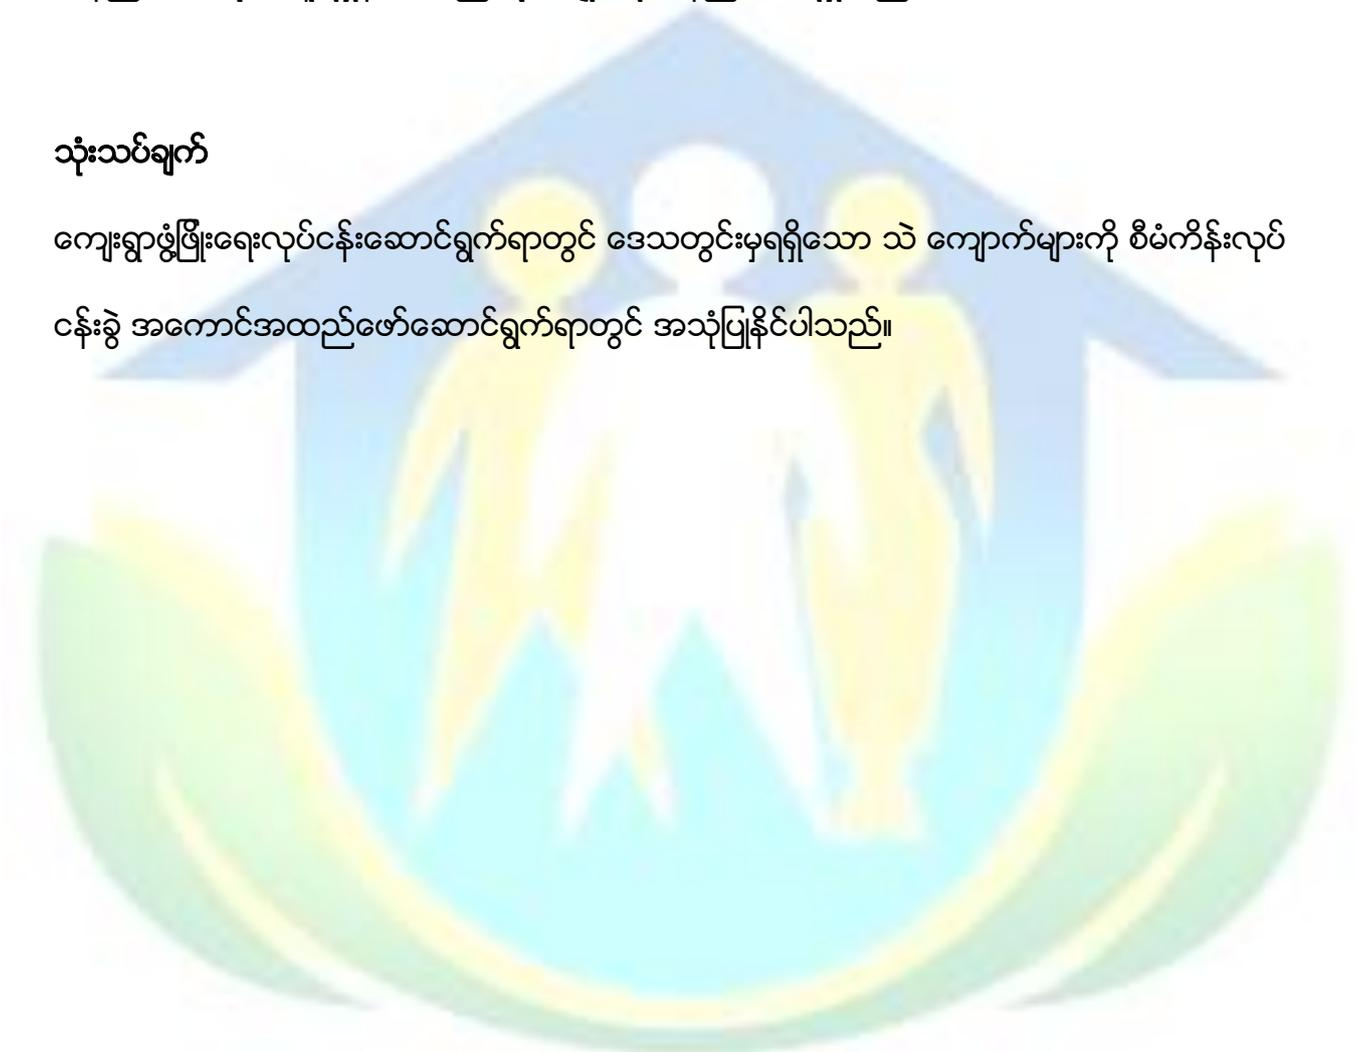 သုံးသပ်ချက်
ကျေးရွာဖွံ့ဖြိုးရေးလုပ်ငန်းဆောင်ရွက်ရာတွင် ဒေသတွင်းမှရရှိသော သဲ ကျောက်များကို စီမံကိန်းလုပ်
ငန်းခွဲ အကောင်အထည်ဖော်ဆောင်ရွက်ရာတွင် အသုံပြုနိင်ပါသည်။